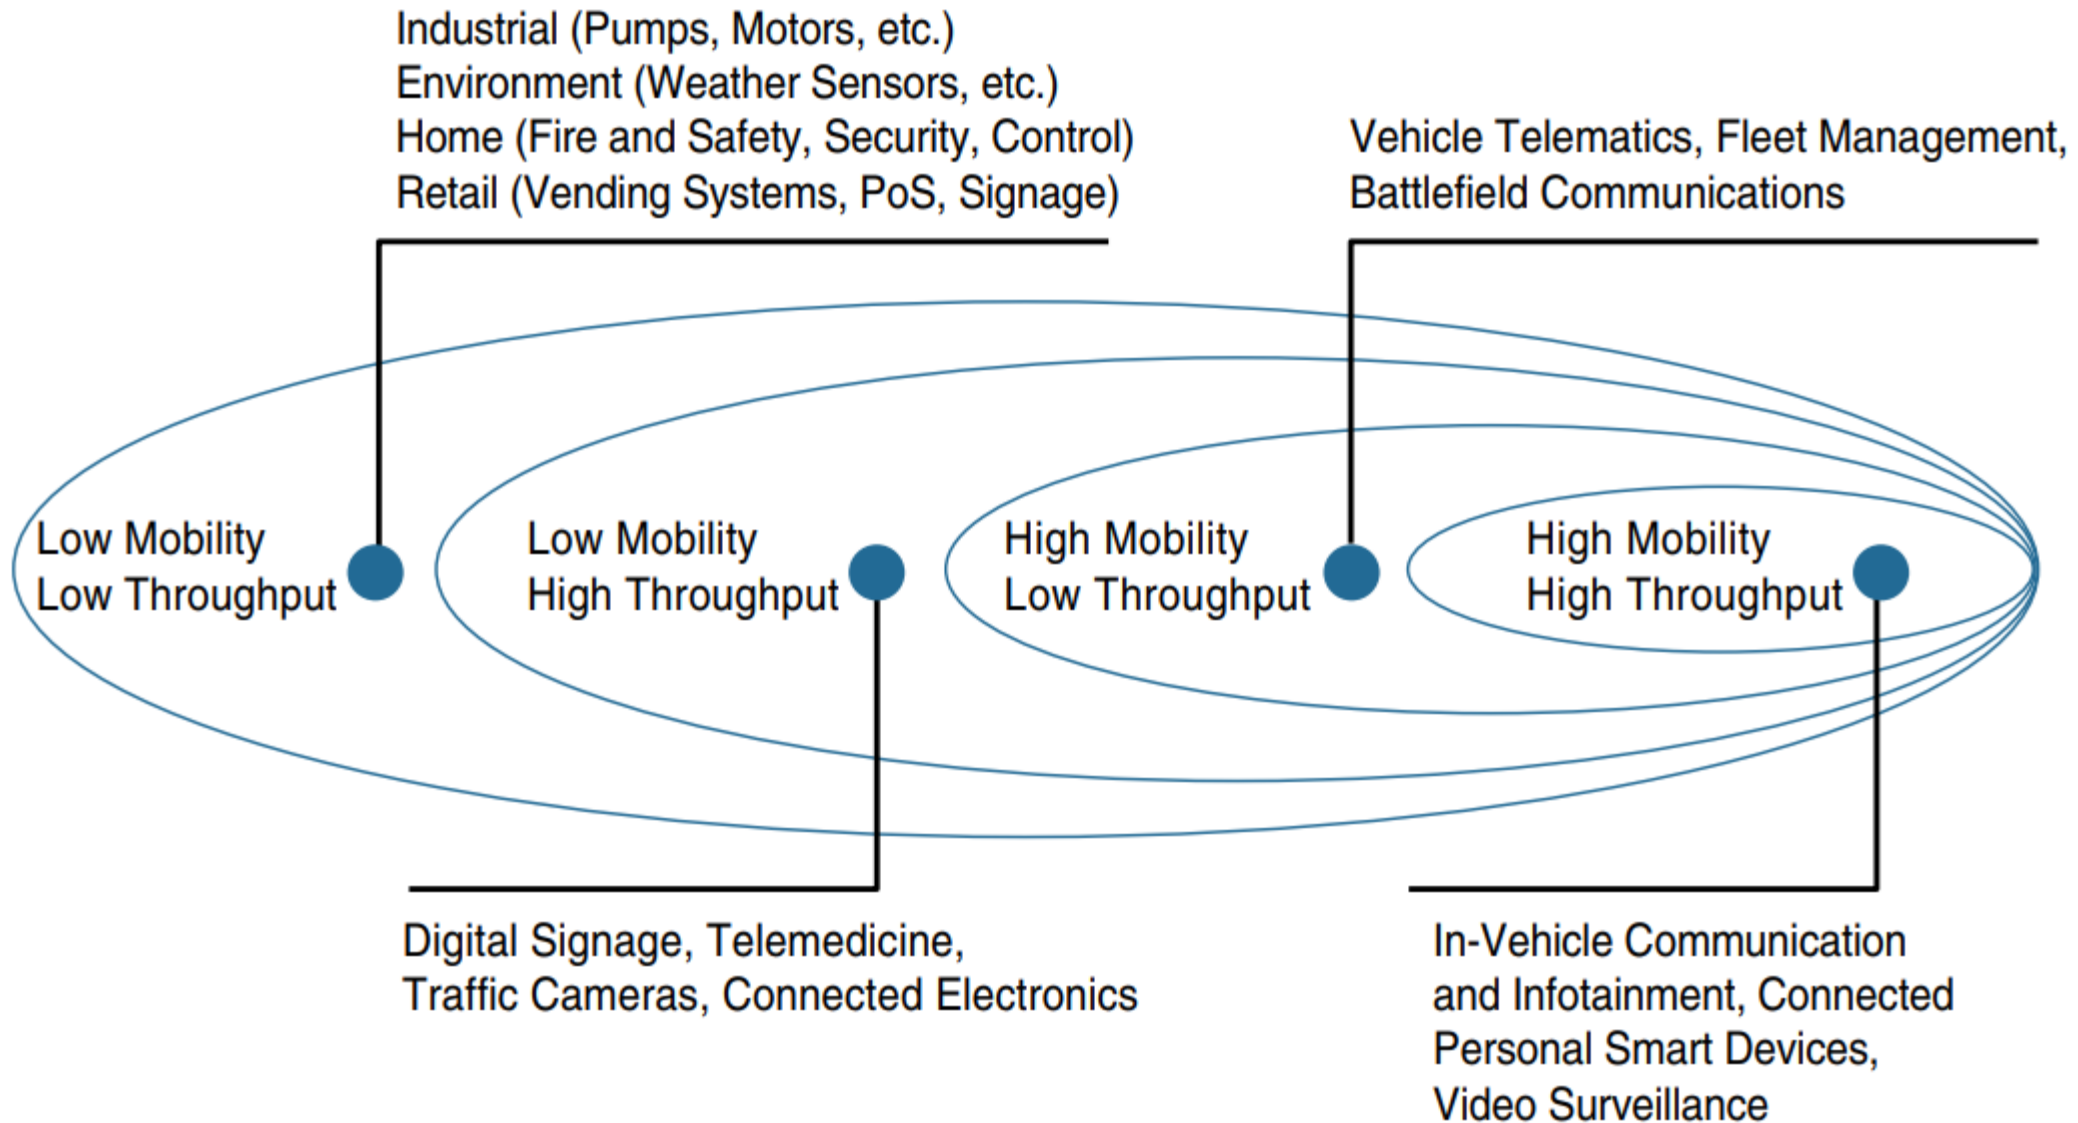 Industrial (Pumps, Motors, etc.)
Environment (Weather Sensors, etc.)
Home (Fire and Safety, Security, Control)
Retail (Vending Systems, PoS, Signage)
Vehicle Telematics, Fleet Management,
Battlefield Communications
Low Mobility
Low Throughput
Low Mobility
High Throughput
High Mobility
Low Throughput
High Mobility
High Throughput
Digital Signage, Telemedicine,
Traffic Cameras, Connected Electronics
In-Vehicle Communication
and Infotainment, Connected
Personal Smart Devices,
Video Surveillance